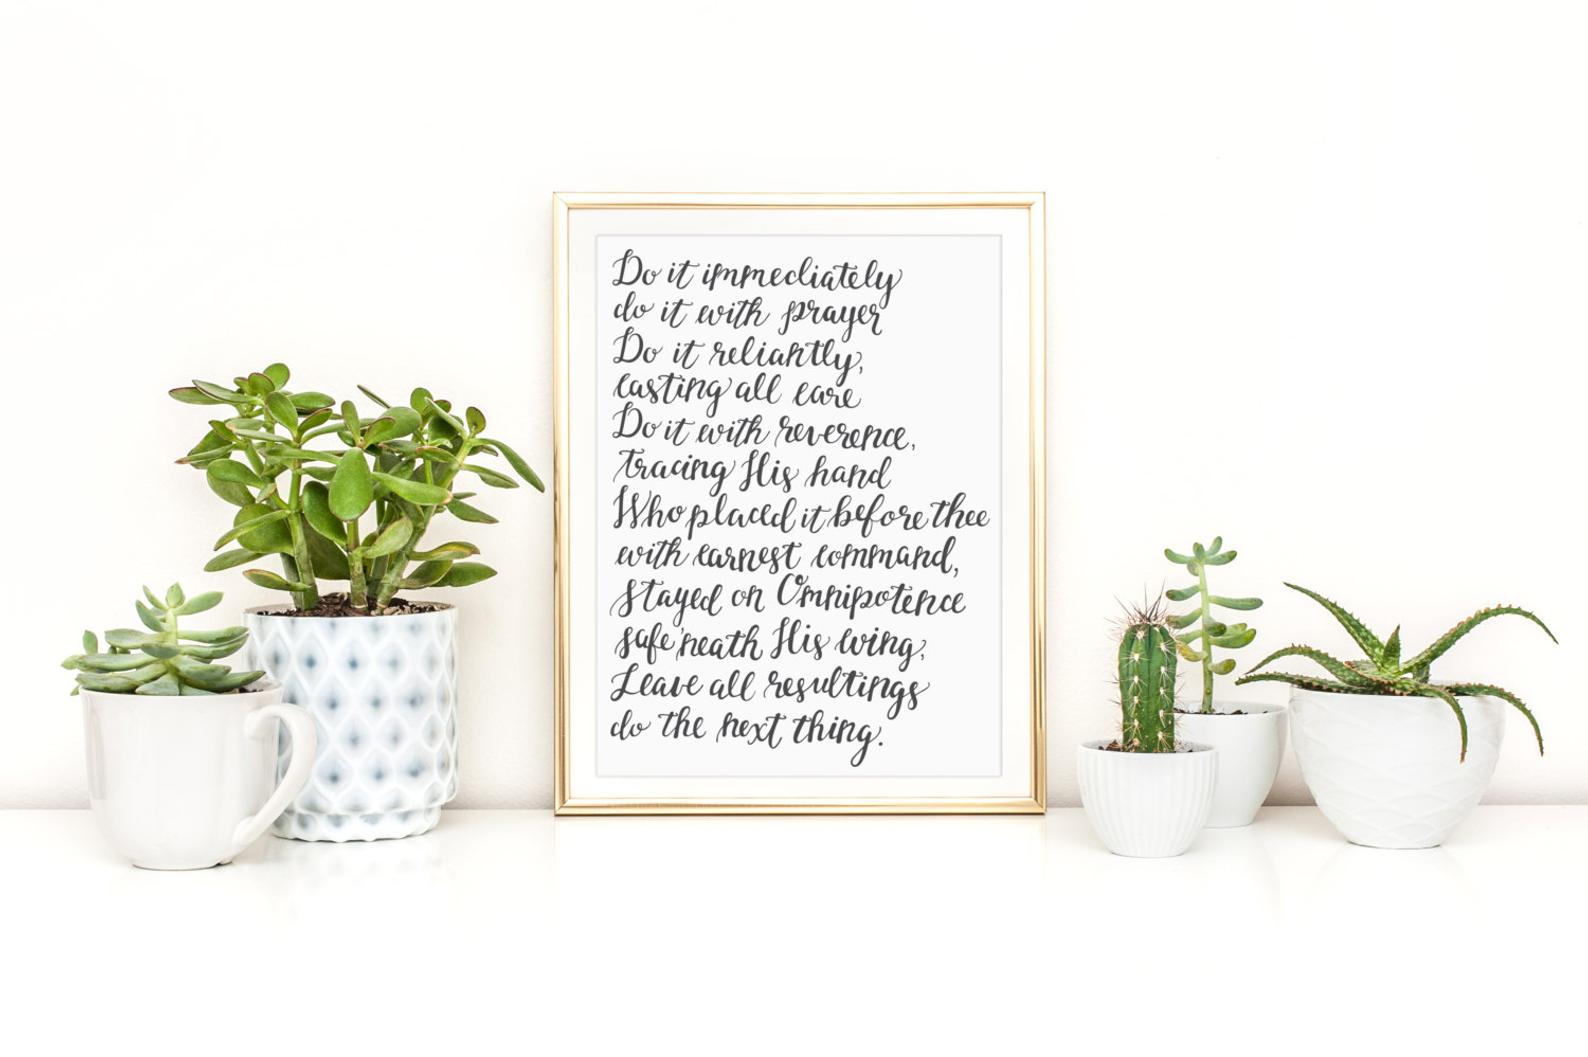 Do it immediately
do it with prayer
Do it reliantly,
casting all care
Do it with reverence,
tracing His hand
Who placed it before thee
with earnest command,
Stayed on Omnipotence
safe 'neath His wing,
Leave all resultings
do the next thing.